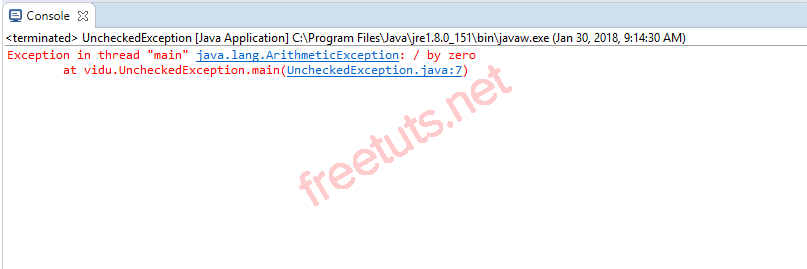 Console
<terminated> UncheckedException [Java Application] C:\Program Files\Java\jre1.8.0_151\bin\javaw.exe (Jan 30, 2018, 9:14:30 AM)
Exception in thread "main" java.lang.ArithmeticException: / by zero
at vidu.UncheckedException.main(UncheckedException.java:7)
freetuts.net